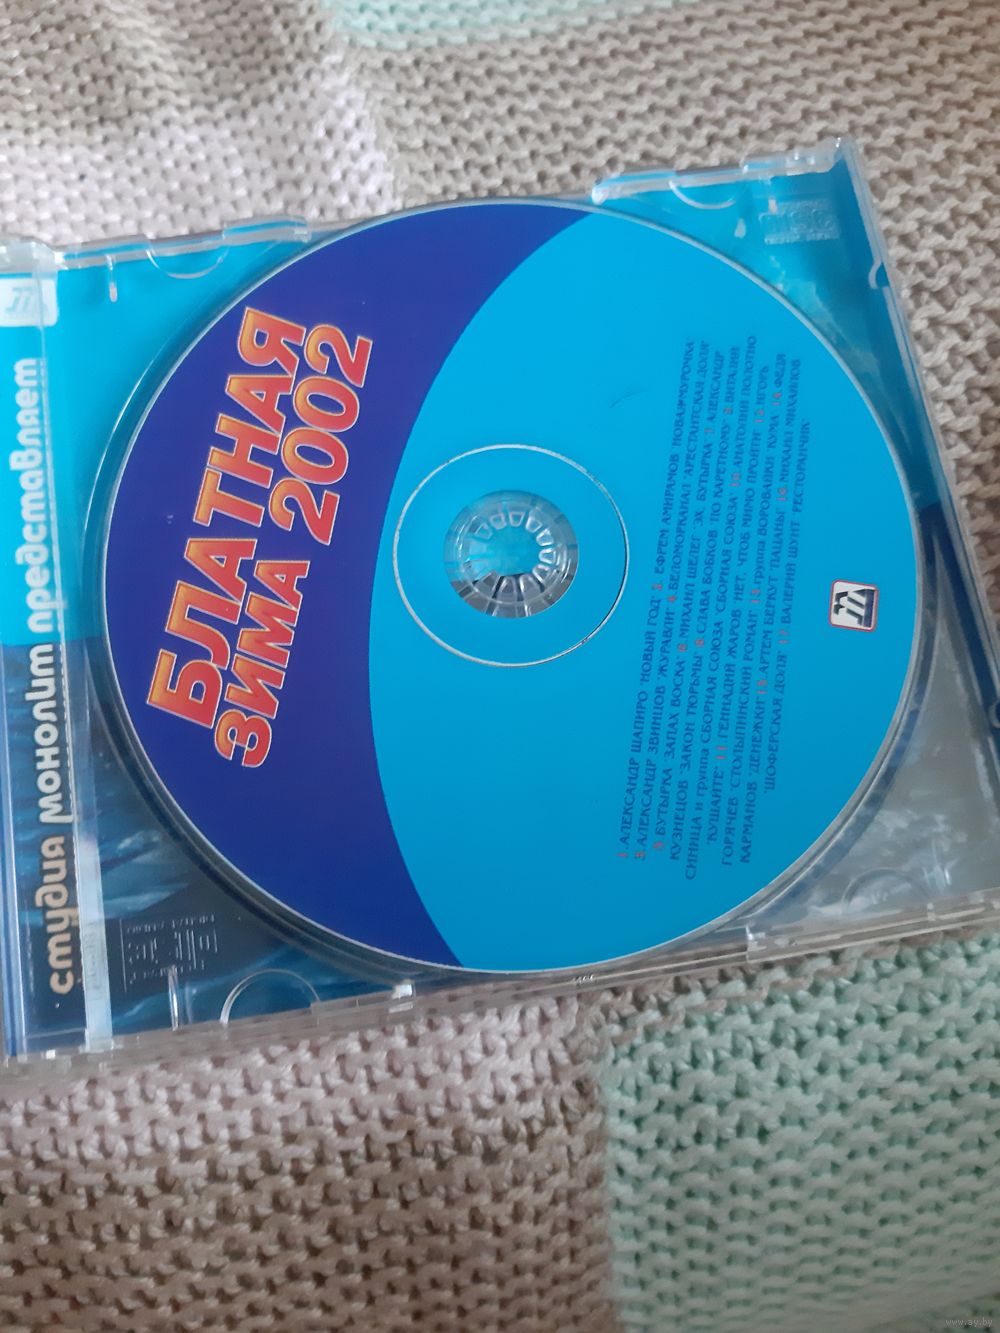 студия монолит представляет
БЛАТНАЯ
ЗИМА 2002
1. АЛЕКСАНДР ШАПИРО "НОВЫЙ ГОД" 2. ЕФРЕМ АМИРАМОВ "НОВАЯ МУРОЧКА"
3. АЛЕКСАНДР ЗВИНЦОВ "ЖУРАВЛИ" 4. БЕЛОМОРКАНАЛ "АРЕСТАНТСКАЯ ДОЛЯ"
5. БУТЫРКА "ЗАПАХ ВОСКА" 6. МИХАИЛ ШЕЛЕГ "ЭХ, БУТЫРКА" 7. АЛЕКСАНДР
КУЗНЕЦОВ "ЗАКОН ТЮРЬМЫ" 8. СЛАВА БОБКОВ "ПО КАРЕТНОМУ" 9. ВИТАЛИЙ
СИНИЦА и группа СБОРНАЯ СОЮЗА "СБОРНАЯ СОЮЗА" 10. АНАТОЛИЙ ПОЛОТНО
"КУШАЙТЕ" 11. ГЕННАДИЙ ЖАРОВ "НЕТ, ЧТОБ МИМО ПРОЙТИ" 12. ИГОРЬ
ГОРЯЧЕВ "СТОЛЫПИНСКИЙ РОМАН" 13. группа ВОРОВАЙКИ "КУМА" 14. ФЕДЯ
КАРМАНОВ "ДЕНЕЖКИ" 15. АРТЕМ БЕРКУТ "ПАЦАНЫ" 16. МИХАИЛ МИХАЙЛОВ
"ШОФЕРСКАЯ ДОЛЯ" 17. ВАЛЕРИЙ ШУНТ "РЕСТОРАНЧИК"
www.ay.by